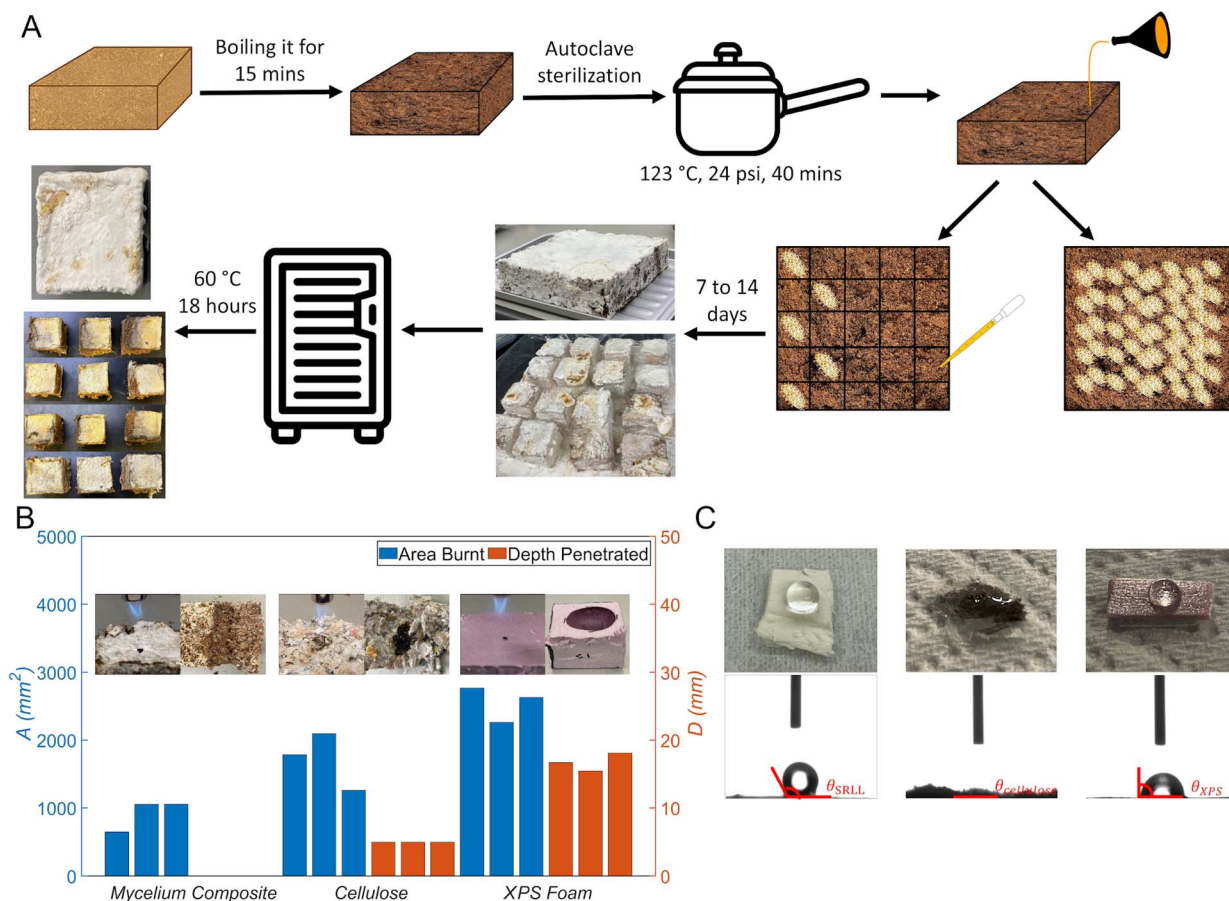 A
Boiling it for
15 mins
Autoclave
sterilization
123 °C, 24 psi, 40 mins
60 °C
18 hours
7 to 14
days
B
5000
4000
3000
2000
1000
0
A (mm²)
Area Burnt
Depth Penetrated
50
40
30
20
10
0
D (mm)
Mycelium Composite
Cellulose
XPS Foam
C
θSRLL
θcellulose
θXPS